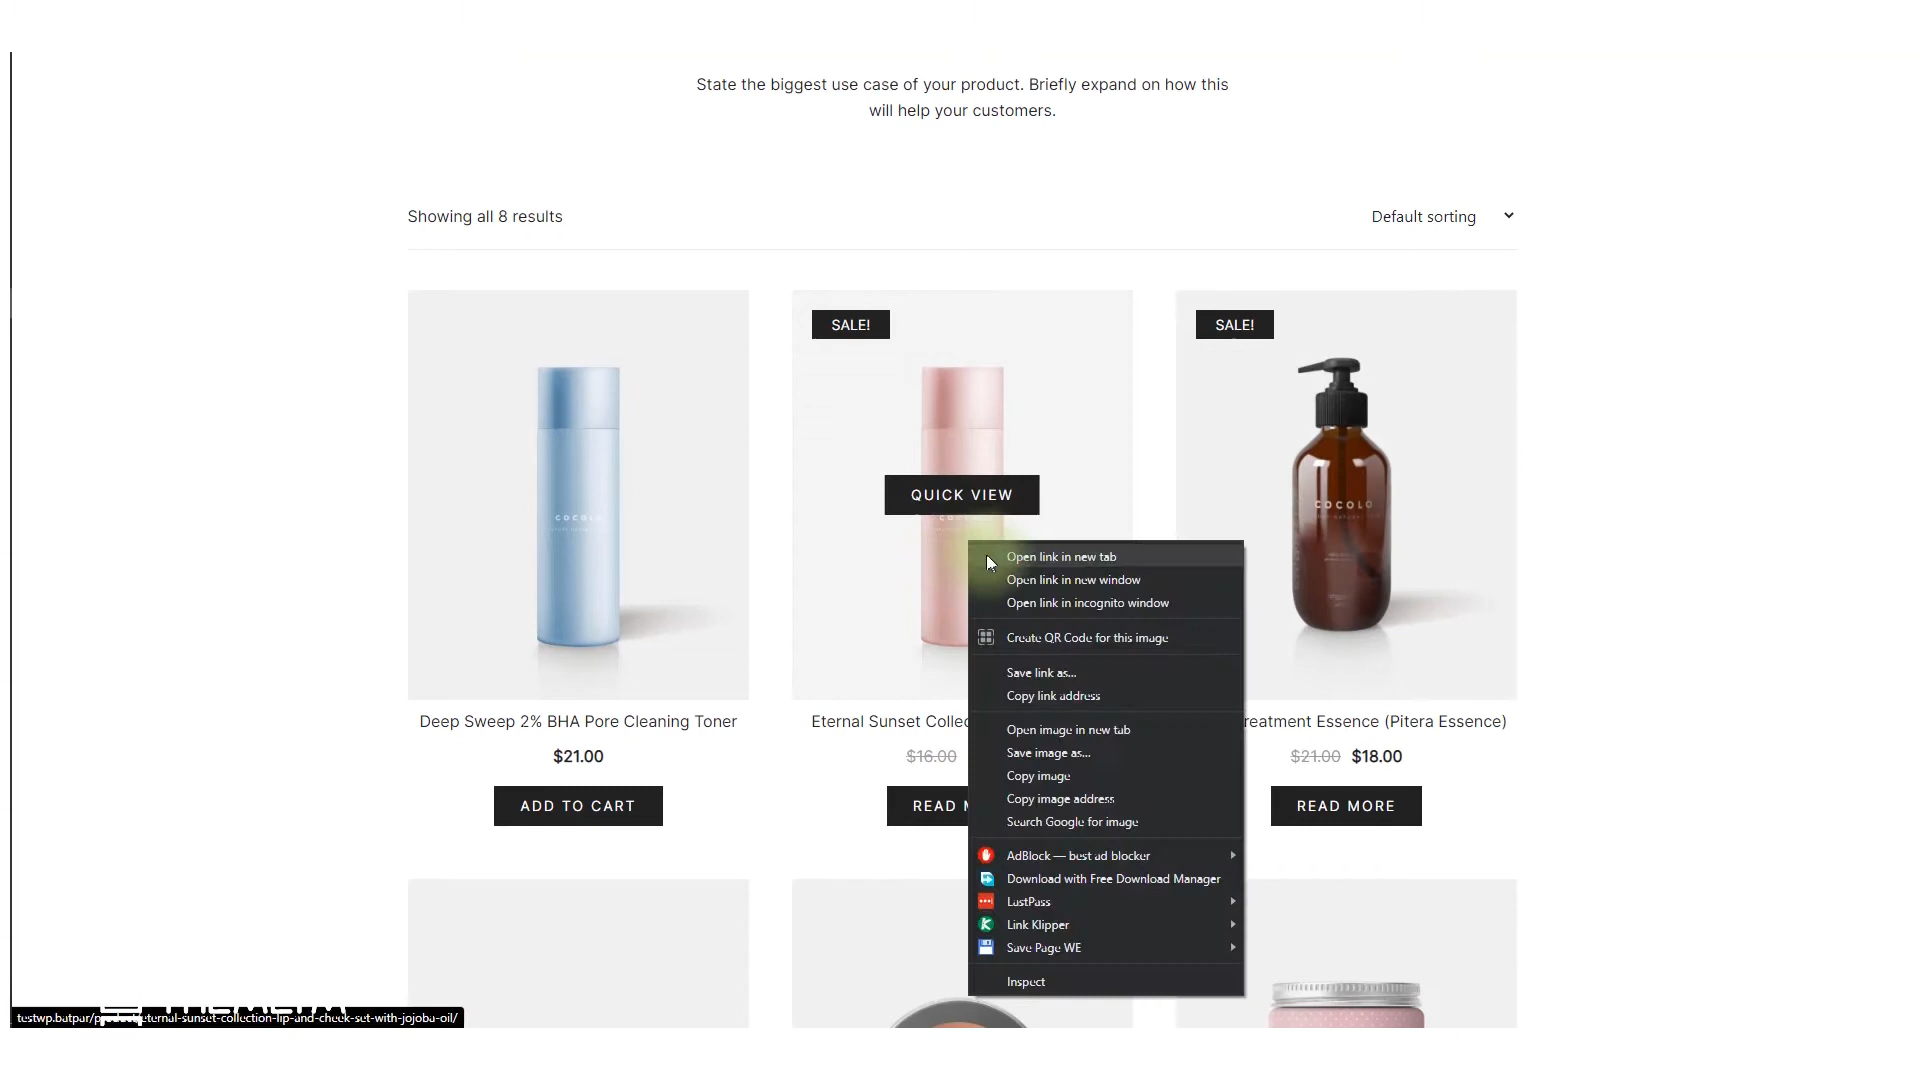 State the biggest use case of your product. Briefly expand on how this
will help your customers.
Showing all 8 results
Default sorting
SALE!
SALE!
COCOLO
QUICK VIEW
COCOLO
Open link in new tab
Open link in new window
Open link in incognito window
Create QR Code for this image
Save link as...
Copy link address
Open image in new tab
Save image as...
Copy image
Copy image address
Search Google for image
AdBlock — best ad blocker
Download with Free Download Manager
LastPass
Link Klipper
Save Page WE
Inspect
Deep Sweep 2% BHA Pore Cleaning Toner
Eternal Sunset Collec
reatment Essence (Pitera Essence)
$21.00
$16.00
$21.00 $18.00
ADD TO CART
READ M
READ MORE
testwp.batpar/product/eternal-sunset-collection-lip-and-cheek-set-with-jojoba-oil/